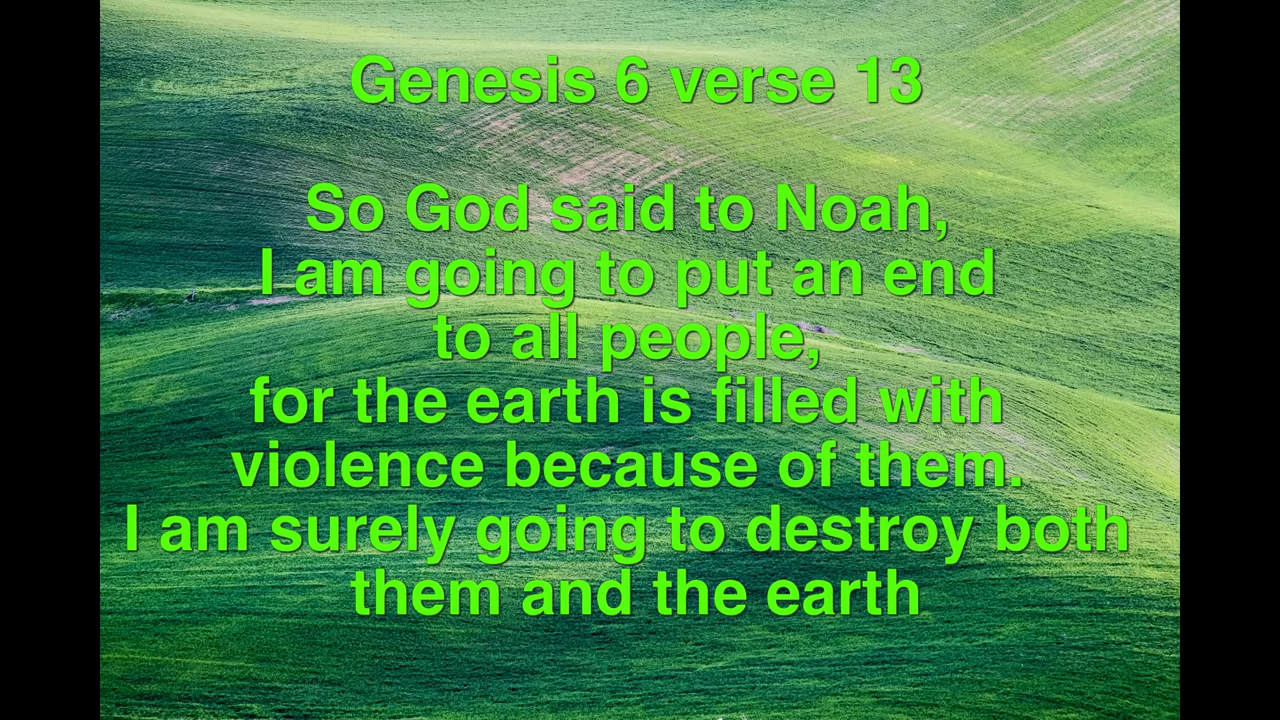 Genesis 6 verse 13
So God said to Noah,
I am going to put an end
to all people,
for the earth is filled with
violence because of them.
I am surely going to destroy both
them and the earth